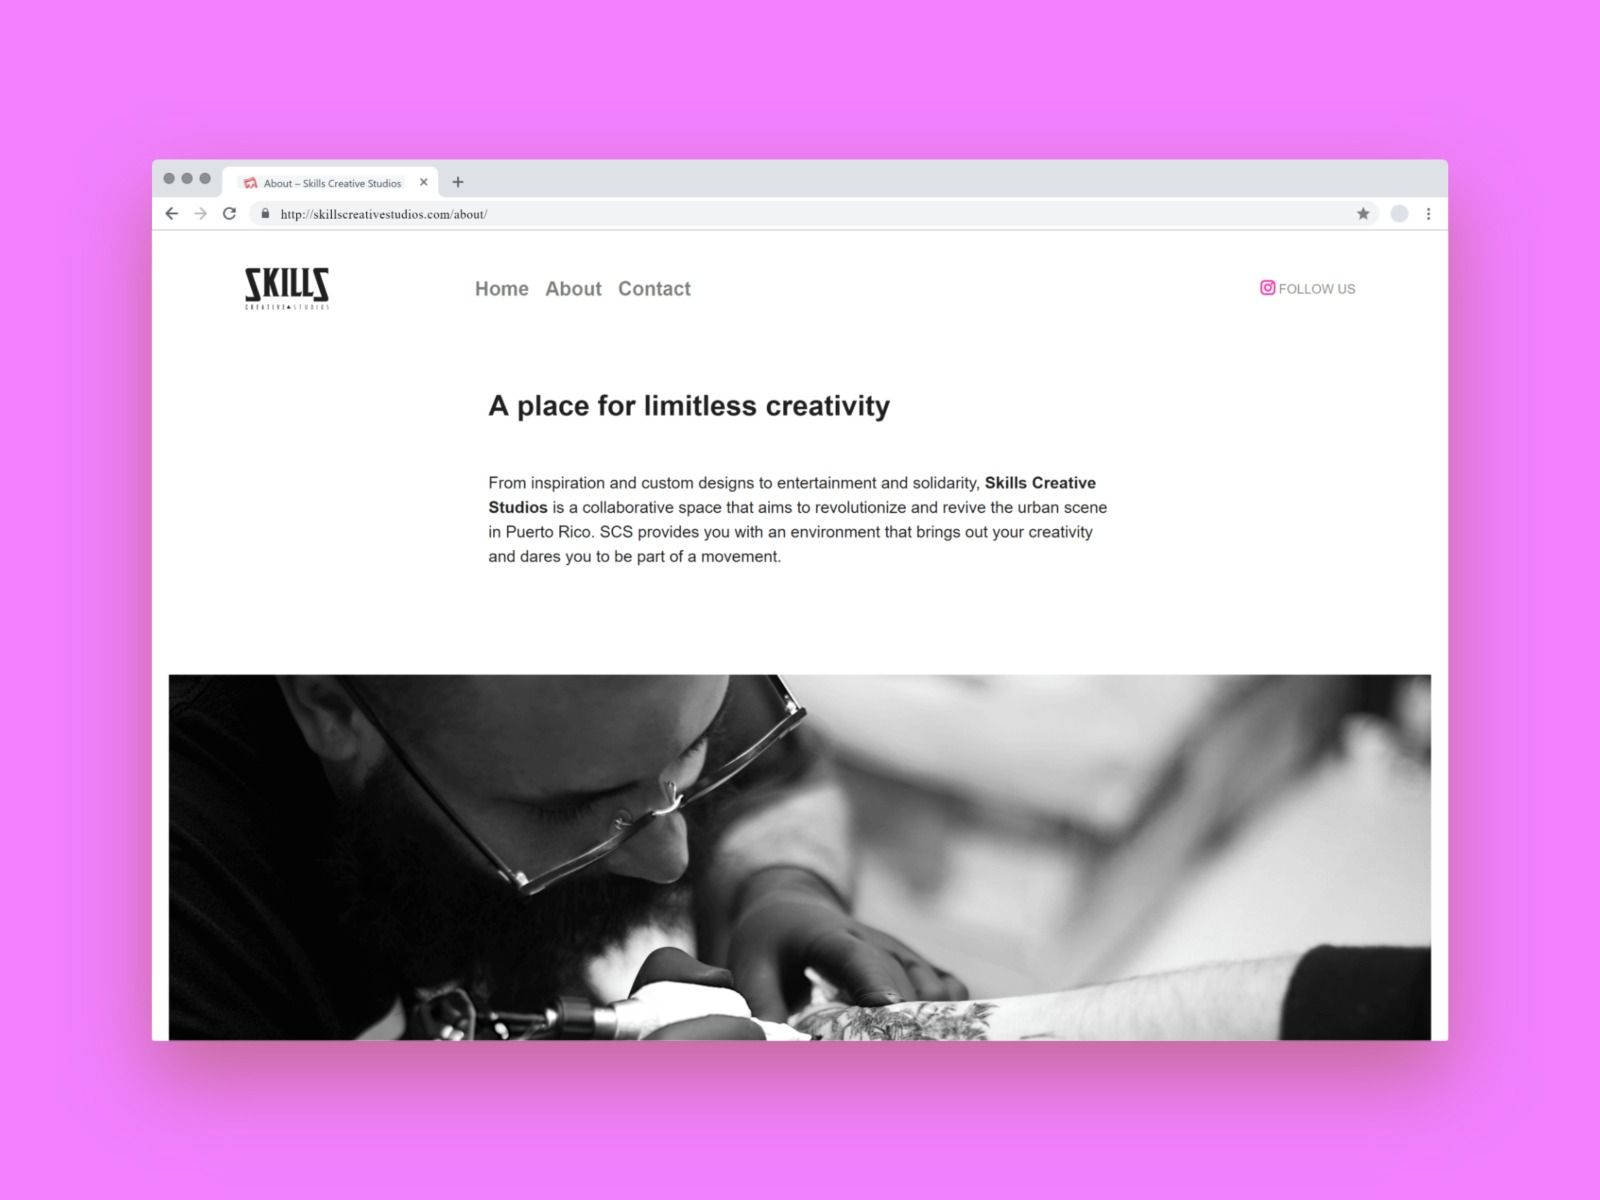 About – Skills Creative Studios
http://skillscreativestudios.com/about/
SKILLS
CREATIVE STUDIOS
Home About Contact
FOLLOW US
A place for limitless creativity
From inspiration and custom designs to entertainment and solidarity, Skills Creative
Studios is a collaborative space that aims to revolutionize and revive the urban scene
in Puerto Rico. SCS provides you with an environment that brings out your creativity
and dares you to be part of a movement.